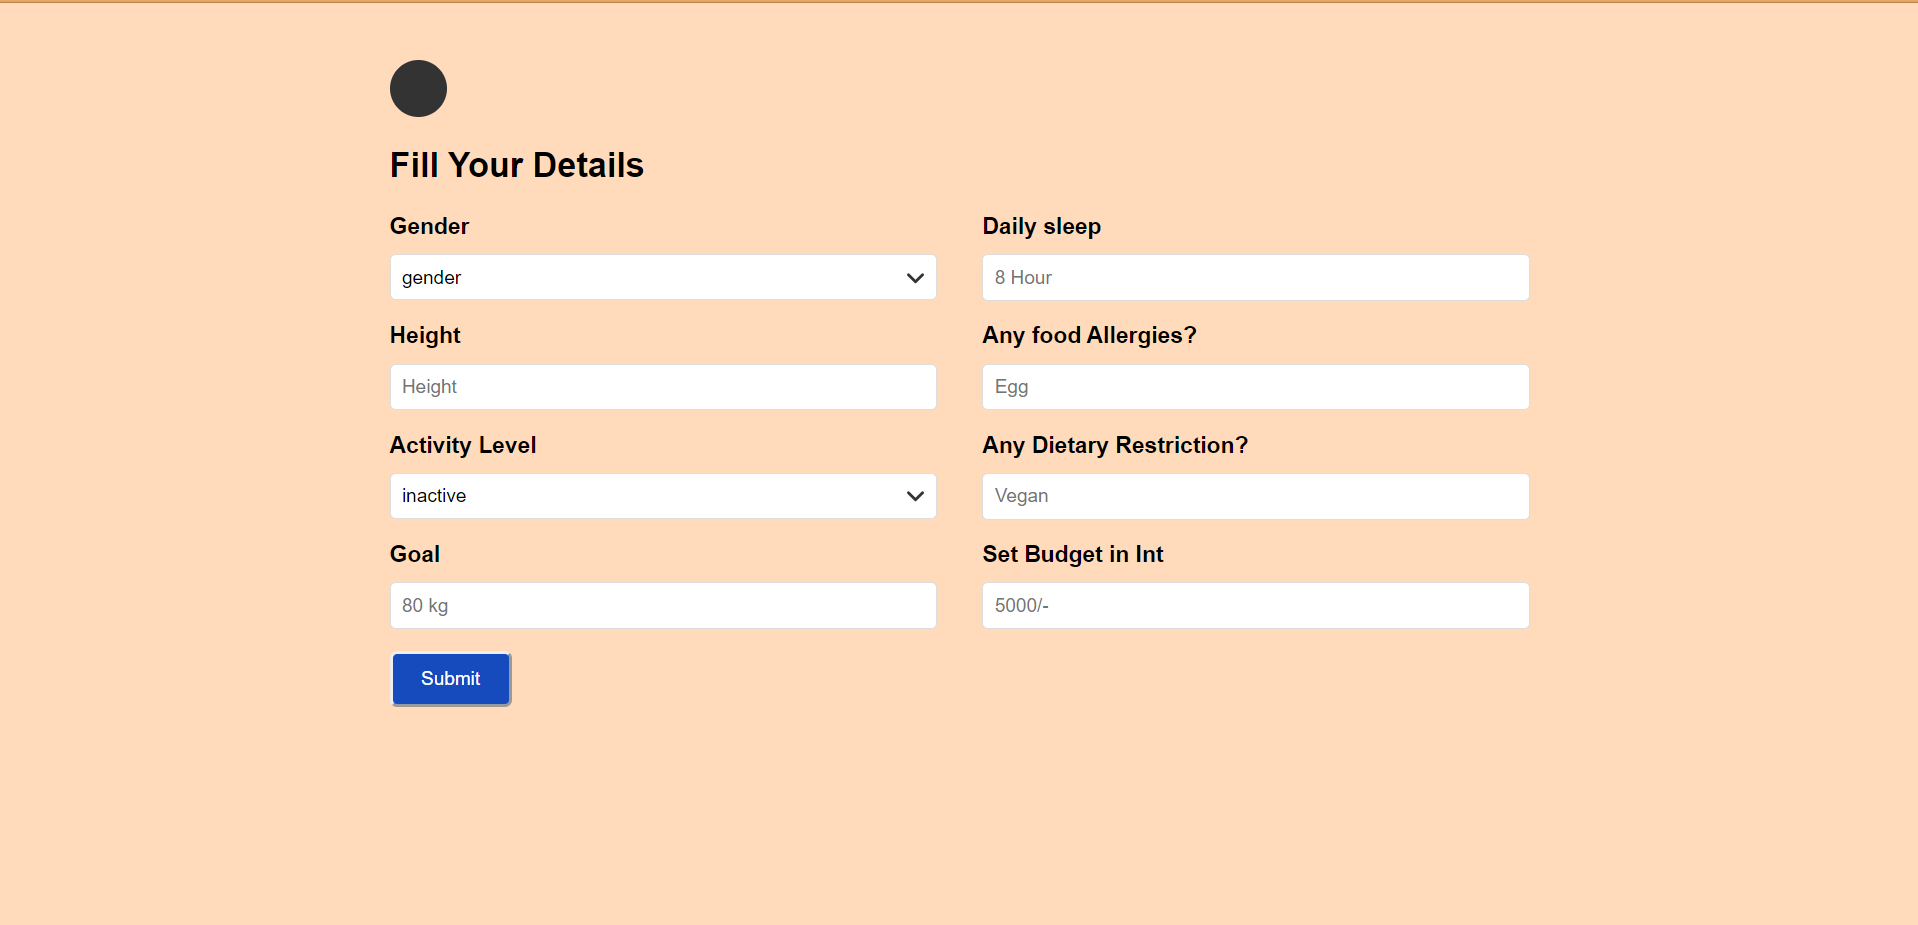 Fill Your Details
Gender
gender
Daily sleep
8 Hour
Height
Height
Any food Allergies?
Egg
Activity Level
inactive
Any Dietary Restriction?
Vegan
Goal
80 kg
Set Budget in Int
5000/-
Submit